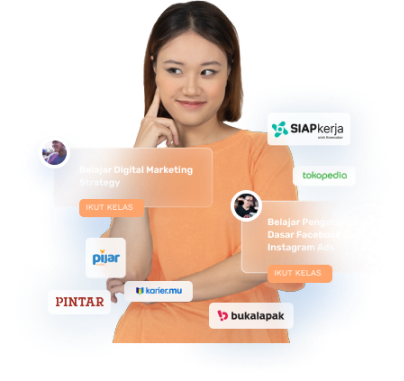 SIAPkerja
tokopedia
Belajar Digital Marketing
Strategy
IKUT KELAS
Belajar
Dasar
Instagram
IKUT KELAS
pijar
PINTAR
karier.mu
bukalapak